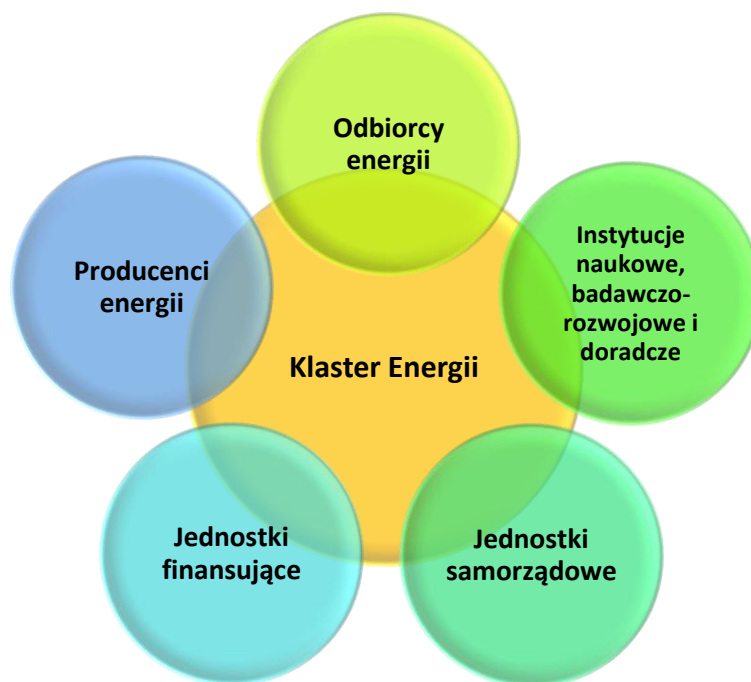 Odbiorcy
energii
Producenci
energii
Instytucje
naukowe,
badawczo-
rozwojowe i
doradcze
Klaster Energii
Jednostki
finansujące
Jednostki
samorządowe